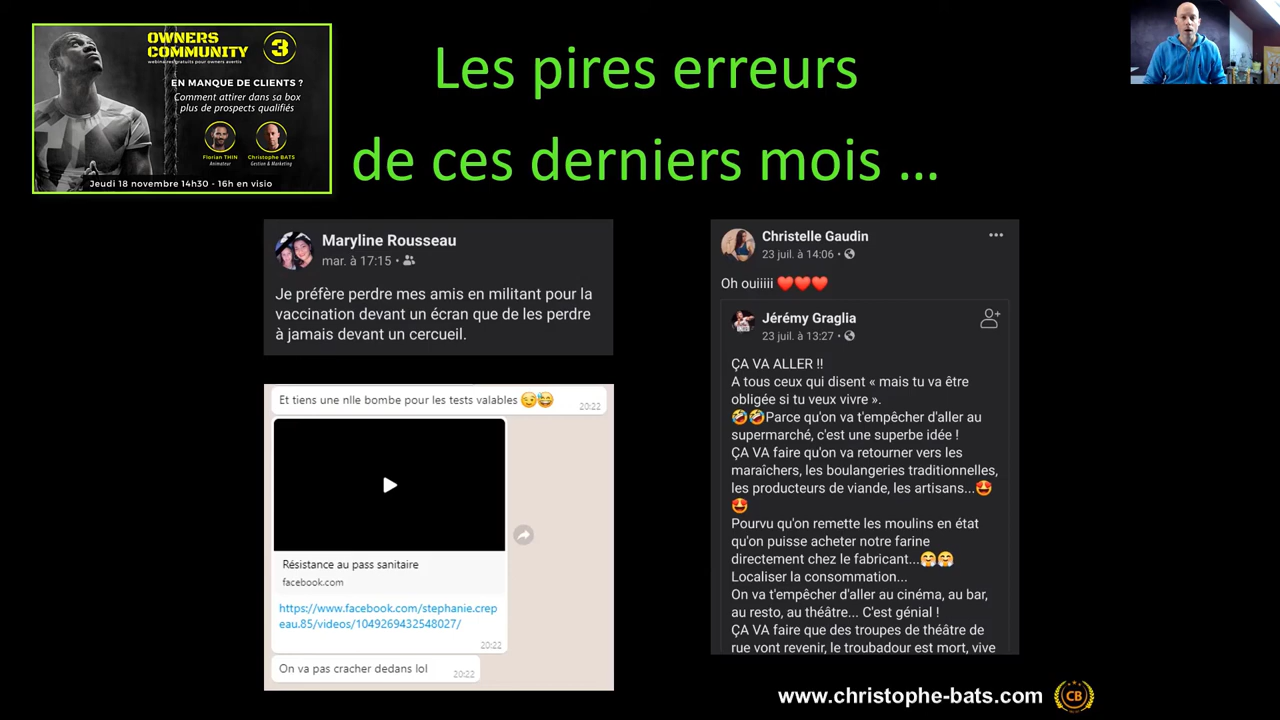 OWNERS
COMMUNITY
3
webinaires gratuits pour owners avertis
EN MANQUE DE CLIENTS ?
Comment attirer dans sa box
plus de prospects qualifiés
Florian THIN
Animateur
Christophe BATS
Gestion & Marketing
Jeudi 18 novembre 14h30 - 16h en visio
Les pires erreurs
de ces derniers mois ...
Maryline Rousseau
mar. à 17:15 •
Je préfère perdre mes amis en militant pour la
vaccination devant un écran que de les perdre
à jamais devant un cercueil.
Et tiens une nlle bombe pour les tests valables 😏😅
20:22
Résistance au pass sanitaire
facebook.com
https://www.facebook.com/stephanie.crep
eau.85/videos/1049269432548027/
20:22
On va pas cracher dedans lol
20:22
Christelle Gaudin
23 juil. à 14:06 •
Oh ouiiiii ❤️❤️❤️
Jérémy Graglia
23 juil. à 13:27 •
ÇA VA ALLER !!
A tous ceux qui disent « mais tu va être
obligée si tu veux vivre ».
🤣🤣Parce qu'on va t'empêcher d'aller au
supermarché, c'est une superbe idée !
ÇA VA faire qu'on va retourner vers les
maraîchers, les boulangeries traditionnelles,
les producteurs de viande, les artisans...🤩
🤩
Pourvu qu'on remette les moulins en état
qu'on puisse acheter notre farine
directement chez le fabricant...🤗🤗
Localiser la consommation...
On va t'empêcher d'aller au cinéma, au bar,
au resto, au théâtre... C'est génial !
ÇA VA faire que des troupes de théâtre de
rue vont revenir, le troubadour est mort, vive
www.christophe-bats.com
CB